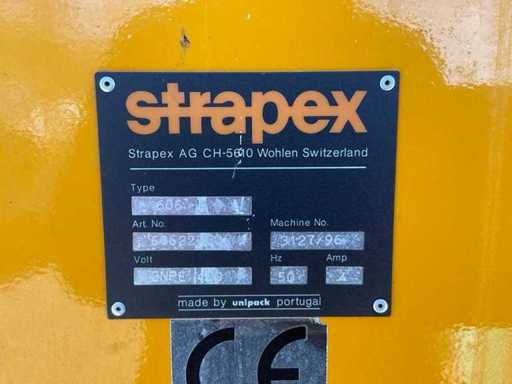 strapex
Strapex AG CH-5610 Wohlen Switzerland
Type
606
Art. No. Machine No.
3127/96
Volt Hz Amp
50
made by unipack portugal
CE